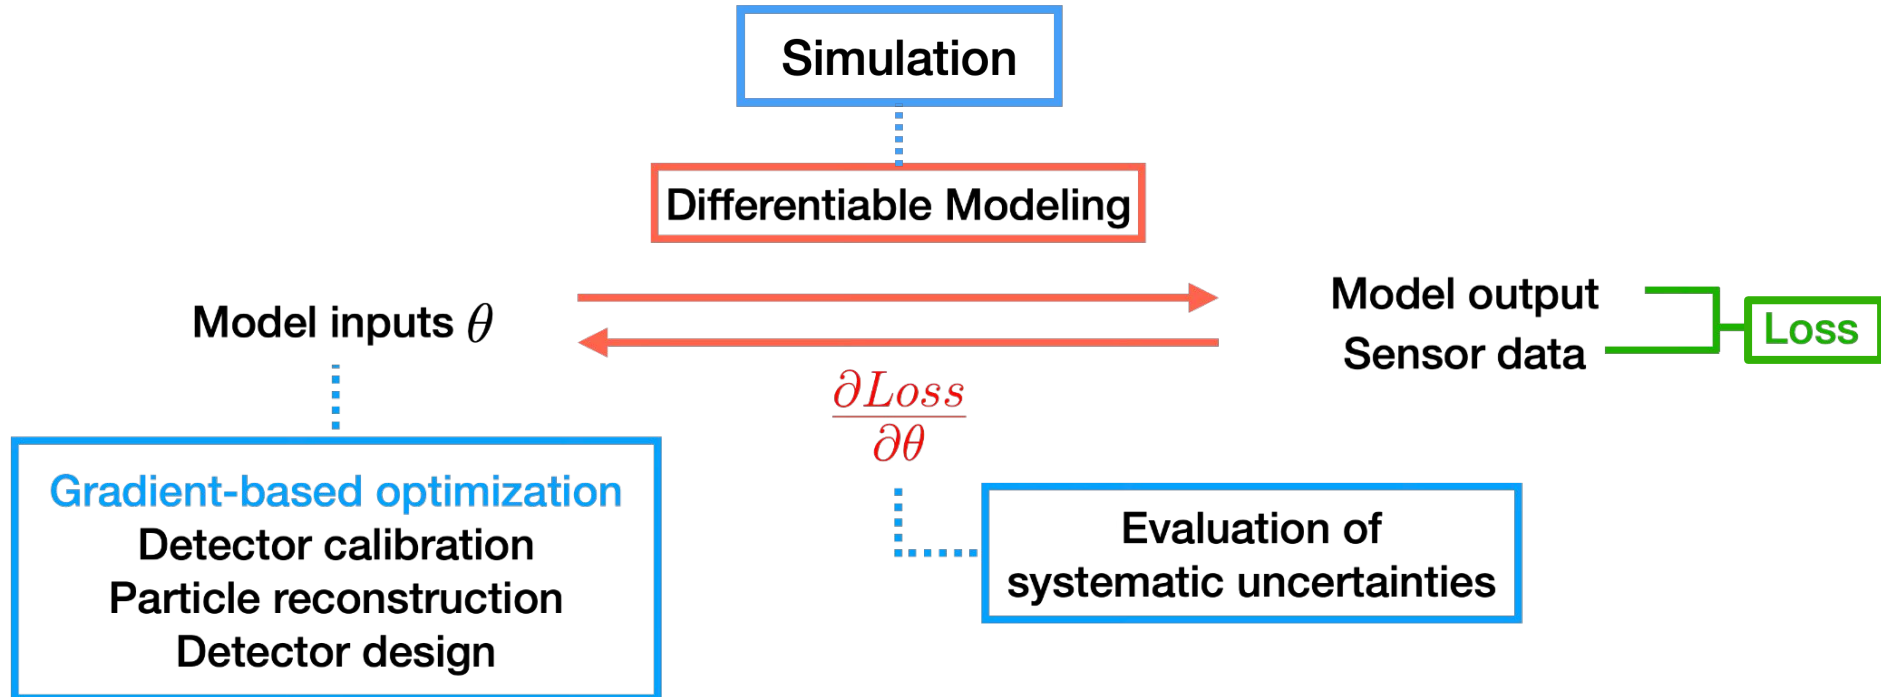 Simulation
Differentiable Modeling
Model inputs θ
Model output
Sensor data
Loss
∂Loss
∂θ
Gradient-based optimization
Detector calibration
Particle reconstruction
Detector design
Evaluation of
systematic uncertainties